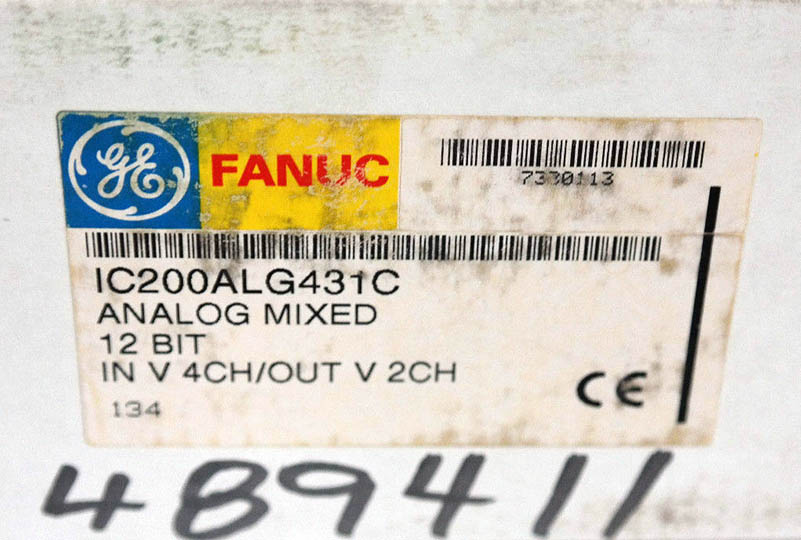 GE FANUC
7330113
IC200ALG431C
ANALOG MIXED
12 BIT
IN V 4CH/OUT V 2CH
CE
134
489411